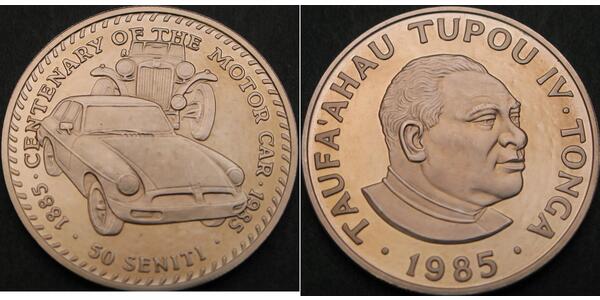 1885 · CENTENARY OF THE MOTOR CAR · 1985
· 50 SENITI ·
TAUFA'AHAU TUPOU IV · TONGA
· 1985 ·